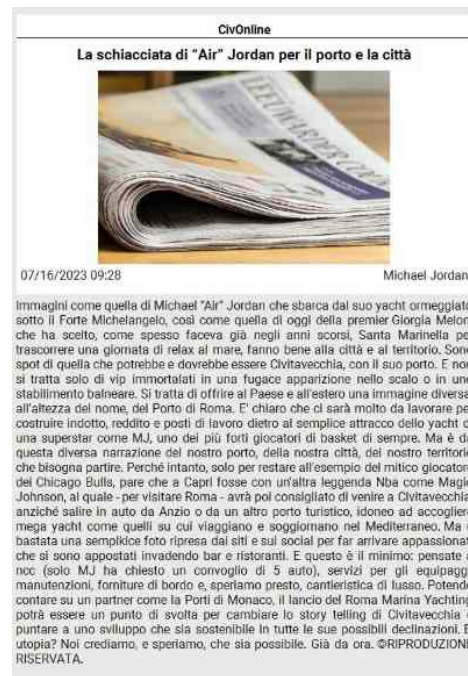 CivOnline
La schiacciata di "Air" Jordan per il porto e la città
LEEUWARDER COU
07/16/2023 09:28
Michael Jordan
Immagini come quella di Michael "Air" Jordan che sbarca dal suo yacht ormeggiato
sotto il Forte Michelangelo, così come quella di oggi della premier Giorgia Melon
che ha scelto, come spesso faceva già negli anni scorsi, Santa Marinella pe
trascorrere una giornata di relax al mare, fanno bene alla città e al territorio. Sono
spot di quella che potrebbe e dovrebbe essere Civitavecchia, con il suo porto. E non
si tratta solo di vip immortalati in una fugace apparizione nello scalo o in uno
stabilimento balneare. Si tratta di offrire al Paese e all'estero una immagine diversa
all'altezza del nome, del Porto di Roma. E' chiaro che ci sarà molto da lavorare pe
costruire indotto, reddito e posti di lavoro dietro al semplice attracco dello yacht d
una superstar come MJ, uno dei più forti giocatori di basket di sempre. Ma è da
questa diversa narrazione del nostro porto, della nostra città, del nostro territorio
che bisogna partire. Perché intanto, solo per restare all'esempio del mitico giocatore
dei Chicago Bulls, pare che a Capri fosse con un'altra leggenda Nba come Magic
Johnson, al quale - per visitare Roma - avrà poi consigliato di venire a Civitavecchia
anziché salire in auto da Anzio o da un altro porto turistico, idoneo ad accoglier
mega yacht come quelli su cui viaggiano e soggiornano nel Mediterraneo. Ma
bastata una semplkice foto ripresa dai siti e sui social per far arrivare appassionat
che si sono appostati invadendo bar e ristoranti. E questo è il minimo: pensate a
ncc (solo MJ ha chiesto un convoglio di 5 auto), servizi per gli equipagg
manutenzioni, forniture di bordo e, speriamo presto, cantieristica di lusso. Potendo
contare su un partner come la Porti di Monaco, il lancio del Roma Marina Yachting
potrà essere un punto di svolta per cambiare lo story telling di Civitavecchia
puntare a uno sviluppo che sia sostenibile in tutte le sue possibili declinazioni. E
utopia? Noi crediamo, e speriamo, che sia possibile. Già da ora. ©RIPRODUZIONE
RISERVATA.